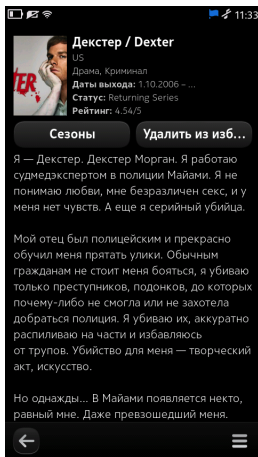 11:33
Декстер / Dexter
US
Драма, Криминал
Даты выхода: 1.10.2006 – ...
Статус: Returning Series
Рейтинг: 4.54/5
Сезоны
Удалить из изб...
Я — Декстер. Декстер Морган. Я работаю
судмедэкспертом в полиции Майами. Я не
понимаю любви, мне безразличен секс, и у
меня нет чувств. А еще я серийный убийца.
Мой отец был полицейским и прекрасно
обучил меня прятать улики. Обычным
гражданам не стоит меня бояться, я убиваю
только преступников, подонков, до которых
почему-либо не смогла или не захотела
добраться полиция. Я убиваю их, аккуратно
распиливаю на части и избавляюсь
от трупов. Убийство для меня — творческий
акт, искусство.
Но однажды... В Майами появляется некто,
равный мне. Даже превзошедший меня.